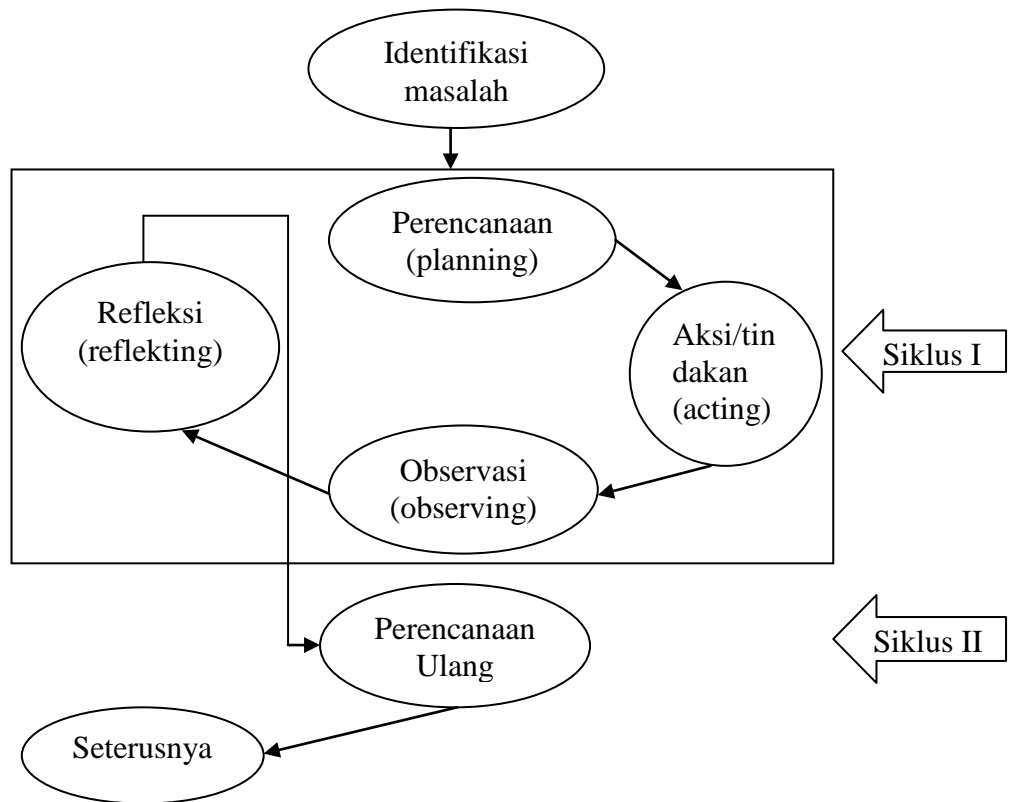 Identifikasi
masalah
Perencanaan
(planning)
Refleksi
(reflekting)
Aksi/tin
dakan
(acting)
Siklus I
Observasi
(observing)
Perencanaan
Ulang
Siklus II
Seterusnya